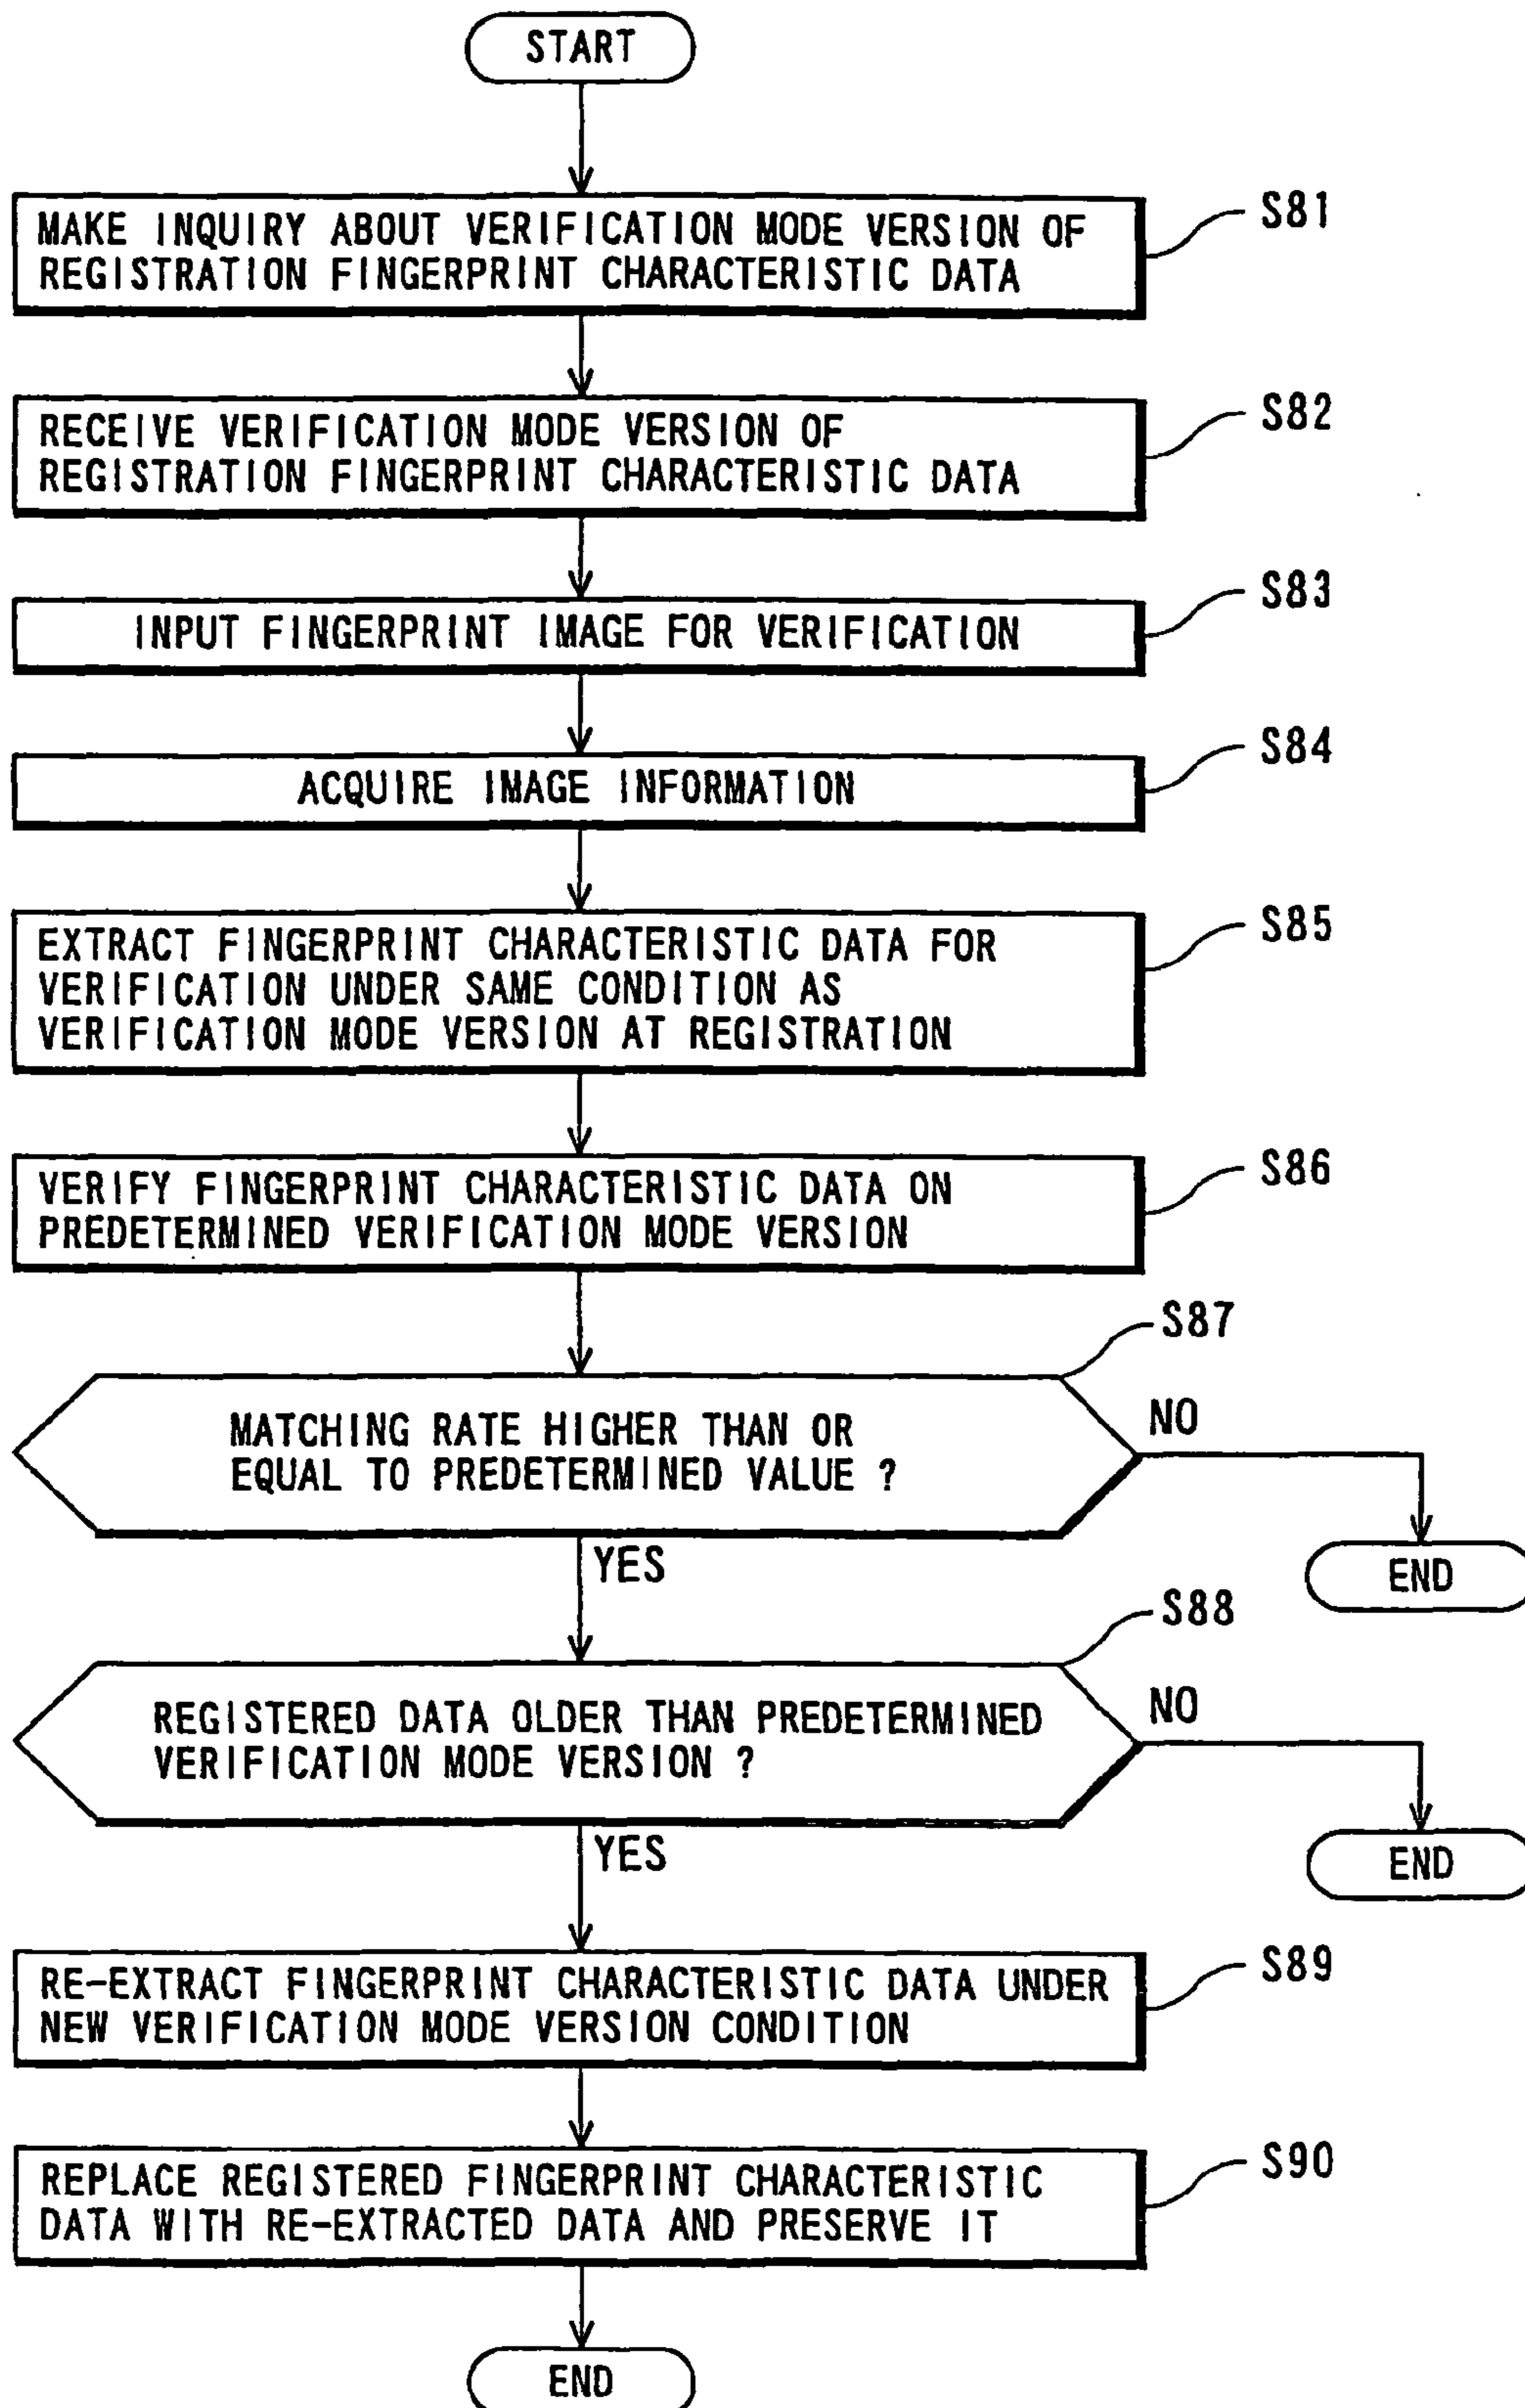 START
MAKE INQUIRY ABOUT VERIFICATION MODE VERSION OF
REGISTRATION FINGERPRINT CHARACTERISTIC DATA
S81
RECEIVE VERIFICATION MODE VERSION OF
REGISTRATION FINGERPRINT CHARACTERISTIC DATA
S82
INPUT FINGERPRINT IMAGE FOR VERIFICATION
S83
ACQUIRE IMAGE INFORMATION
S84
EXTRACT FINGERPRINT CHARACTERISTIC DATA FOR
VERIFICATION UNDER SAME CONDITION AS
VERIFICATION MODE VERSION AT REGISTRATION
S85
VERIFY FINGERPRINT CHARACTERISTIC DATA ON
PREDETERMINED VERIFICATION MODE VERSION
S86
S87
MATCHING RATE HIGHER THAN OR
EQUAL TO PREDETERMINED VALUE ?
NO
END
YES
S88
REGISTERED DATA OLDER THAN PREDETERMINED
VERIFICATION MODE VERSION ?
NO
END
YES
RE-EXTRACT FINGERPRINT CHARACTERISTIC DATA UNDER
NEW VERIFICATION MODE VERSION CONDITION
S89
REPLACE REGISTERED FINGERPRINT CHARACTERISTIC
DATA WITH RE-EXTRACTED DATA AND PRESERVE IT
S90
END